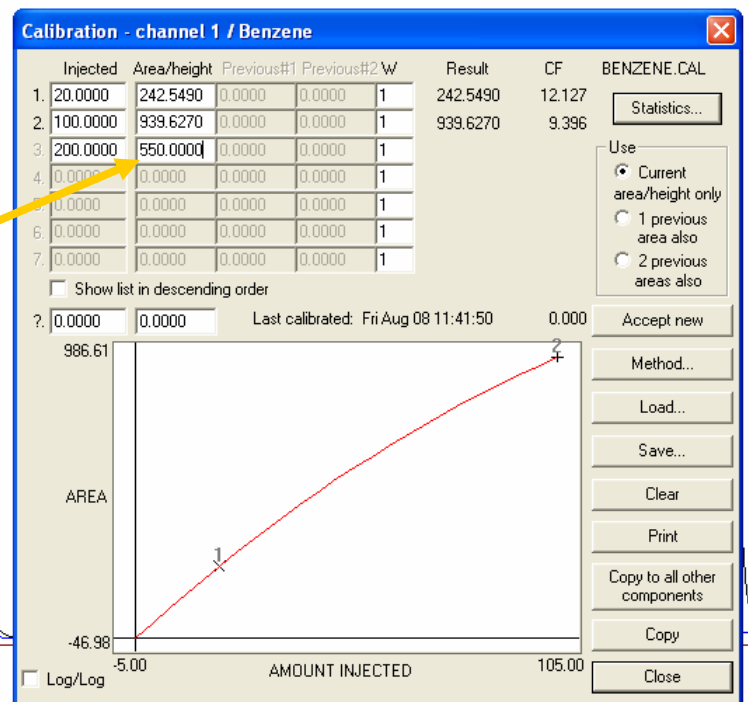 Calibration - channel 1 / Benzene
Injected Area/height Previous#1 Previous#2 W Result CF BENZENE.CAL
1. 20.0000 242.5490 0.0000 0.0000 1 242.5490 12.127
2. 100.0000 939.6270 0.0000 0.0000 1 939.6270 9.396
3. 200.0000 550.0000 0.0000 0.0000 1
4. 0.0000 0.0000 0.0000 0.0000 1
0.0000 0.0000 0.0000 0.0000 1
6. 0.0000 0.0000 0.0000 0.0000 1
7. 0.0000 0.0000 0.0000 0.0000 1
Statistics...
Use
Current
area/height only
1 previous
area also
2 previous
areas also
Show list in descending order
?. 0.0000 0.0000 Last calibrated: Fri Aug 08 11:41:50 0.000
Accept new
Method...
Load...
Save...
Clear
Print
Copy to all other
components
Copy
Close
986.61
2
AREA
1
-46.98
-5.00 AMOUNT INJECTED 105.00
Log/Log